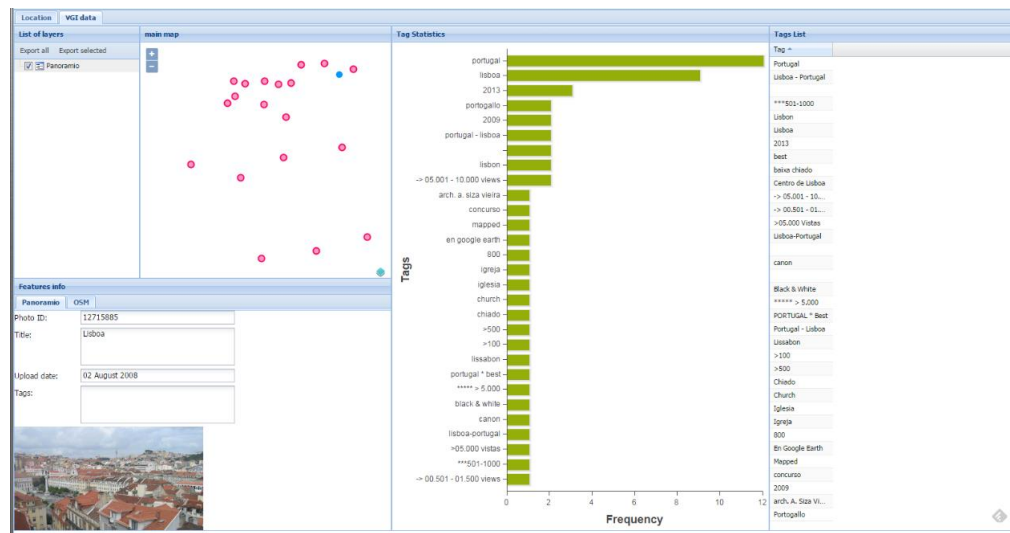 Location VGI data
List of layers
Export all Export selected
Panoramio
main map
+
−
Features info
Panoramio OSM
Photo ID: 12715885
Title: Lisboa
Upload date: 02 August 2008
Tags:
Tag Statistics
Tags
portugal
lisboa
2013
portogallo
2009
portugal - lisboa
lisbon
-> 05.001 - 10.000 views
arch. a. siza vieira
concurso
mapped
en google earth
800
igreja
iglesia
church
chiado
>500
>100
lissabon
portugal * best
***** > 5.000
black & white
canon
lisboa-portugal
>05.000 vistas
***501-1000
-> 00.501 - 01.500 views
0 2 4 6 8 10 12
Frequency
Tags List
Tag
Portugal
Lisboa - Portugal
***501-1000
Lisbon
Lisboa
2013
best
baixa chiado
Centro de Lisboa
-> 05.001 - 10....
-> 00.501 - 01....
>05.000 Vistas
Lisboa-Portugal
canon
Black & White
***** > 5.000
PORTUGAL * Best
Portugal - Lisboa
Lissabon
>100
>500
Chiado
Church
Iglesia
Igreja
800
En Google Earth
Mapped
concurso
2009
arch. A. Siza Vi...
Portogallo